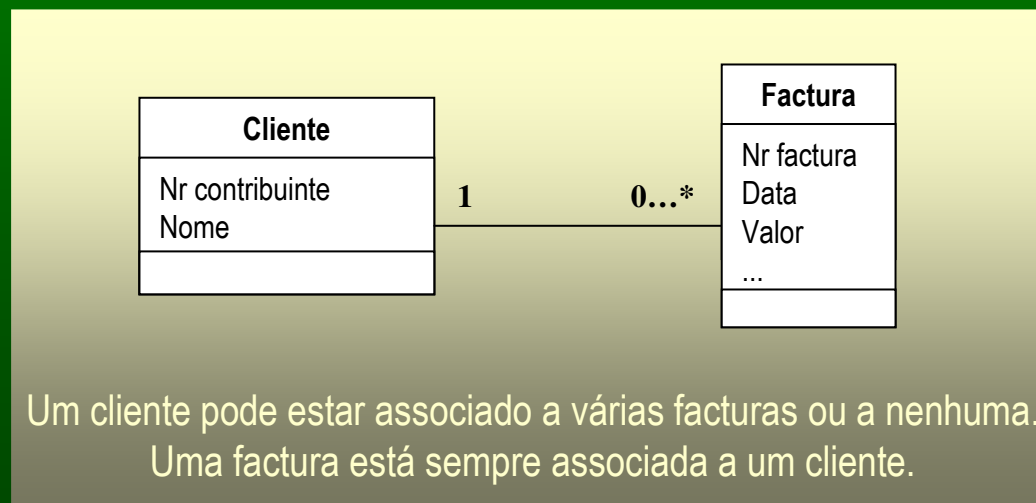 Cliente
Nr contribuinte
Nome
1
0...*
Factura
Nr factura
Data
Valor
...
Um cliente pode estar associado a várias facturas ou a nenhuma.
Uma factura está sempre associada a um cliente.